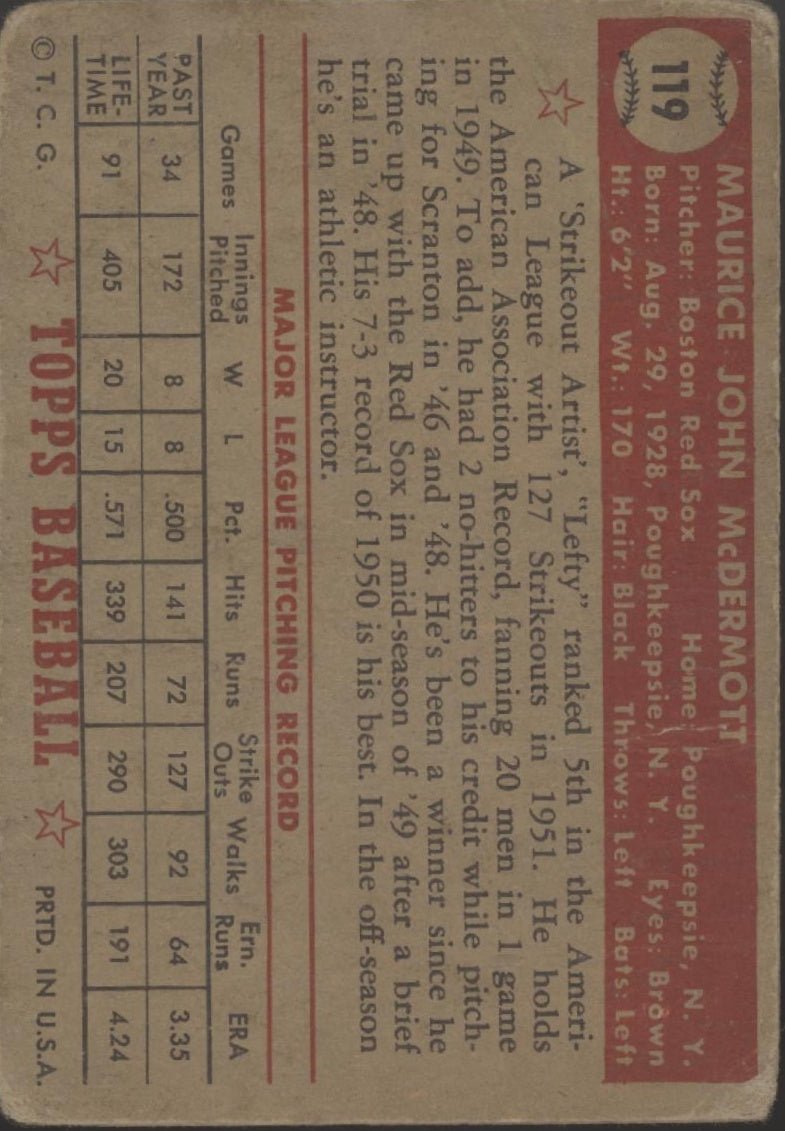 119
MAURICE JOHN McDERMOTT
Pitcher: Boston Red Sox Home: Poughkeepsie, N. Y.
Born: Aug. 29, 1928, Poughkeepsie, N. Y. Eyes: Brown
Ht.: 6'2" Wt.: 170 Hair: Black Throws: Left Bats: Left
A 'Strikeout Artist', "Lefty" ranked 5th in the Ameri-
can League with 127 Strikeouts in 1951. He holds
the American Association Record, fanning 20 men in 1 game
in 1949. To add, he had 2 no-hitters to his credit while pitch-
ing for Scranton in '46 and '48. He's been a winner since he
came up with the Red Sox in mid-season of '49 after a brief
trial in '48. His 7-3 record of 1950 is his best. In the off-season
he's an athletic instructor.
MAJOR LEAGUE PITCHING RECORD
Games Innings Pitched W L Pct. Hits Runs Strike Outs Walks Ern. Runs ERA
PAST YEAR 34 172 8 8 .500 141 72 127 92 64 3.35
LIFE-TIME 91 405 20 15 .571 339 207 290 303 191 4.24
© T. C. G. TOPPS BASEBALL PRTD. IN U.S.A.